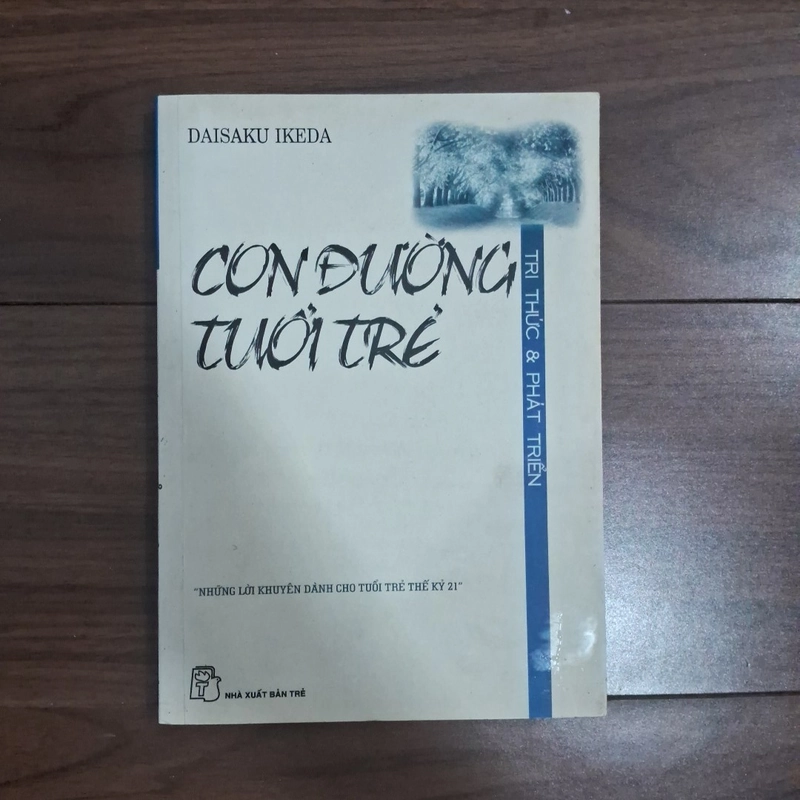 DAISAKU IKEDA
CON ĐƯỜNG
TUỔI TRẺ
TRI THỨC & PHÁT TRIỂN
"NHỮNG LỜI KHUYÊN DÀNH CHO TUỔI TRẺ THẾ KỶ 21"
NHÀ XUẤT BẢN TRẺ